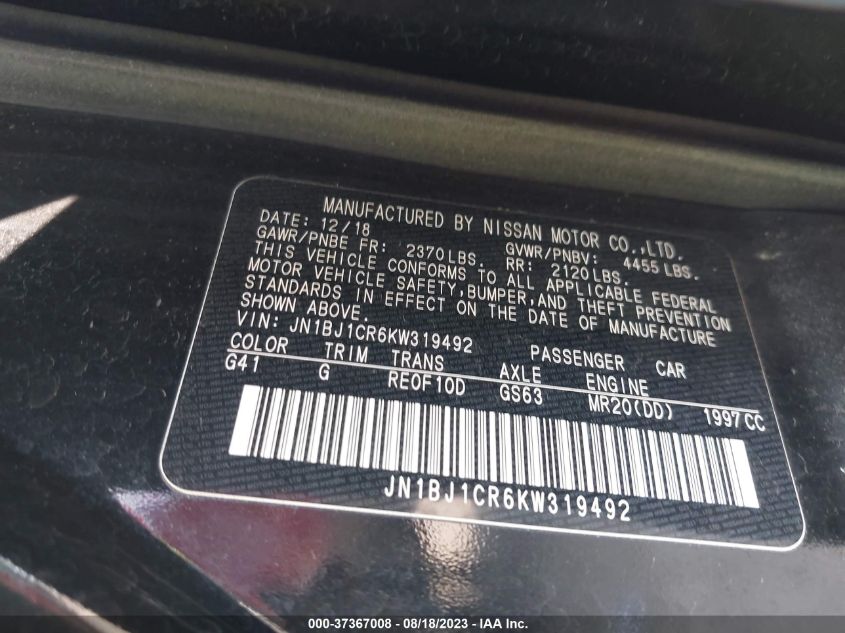 MANUFACTURED BY NISSAN MOTOR CO.,LTD.
DATE: 12/18
GAWR/PNBE FR: 2370LBS. GVWR/PNBV: 4455 LBS.
RR: 2120LBS.
THIS VEHICLE CONFORMS TO ALL APPLICABLE FEDERAL
MOTOR VEHICLE SAFETY,BUMPER,AND THEFT PREVENTION
STANDARDS IN EFFECT ON THE DATE OF MANUFACTURE
SHOWN ABOVE.
VIN: JN1BJ1CR6KW319492 PASSENGER CAR
COLOR TRIM TRANS AXLE ENGINE
G41 G RE0F10D GS63 MR20(DD) 1997CC
JN1BJ1CR6KW319492
000-37367008 - 08/18/2023 - Copyright © 2023 IAA, Inc.